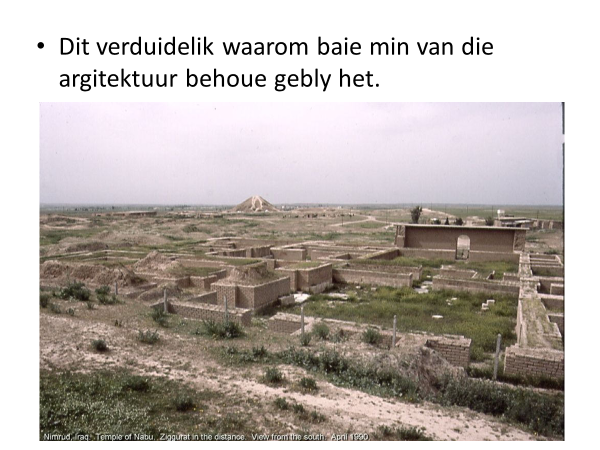 • Dit verduidelik waarom baie min van die
argitektuur behoue gebly het.
Nimrud, Iraq. Temple of Nabu. Ziggurat in the distance. View from the south. April 1990.